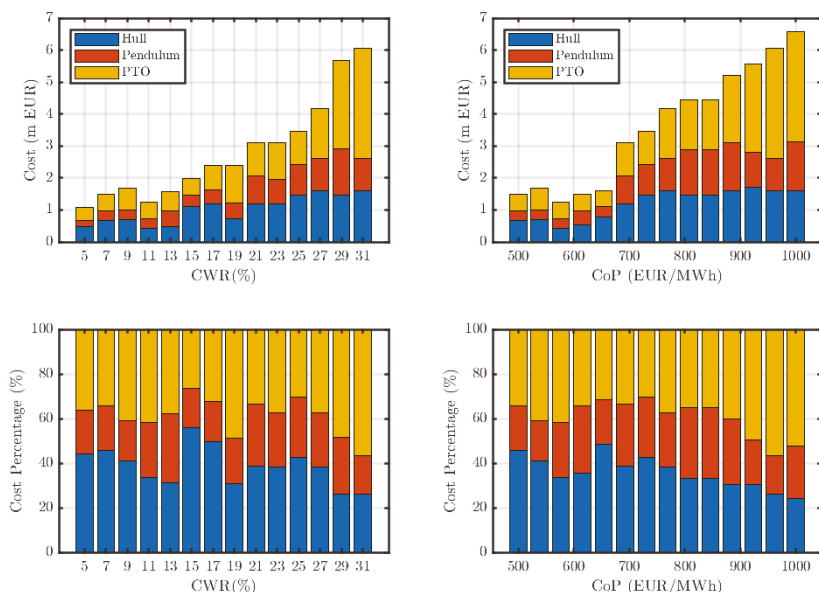 7
6
5
4
3
2
1
0
Cost (m EUR)
Hull
Pendulum
PTO
5 7 9 11 13 15 17 19 21 23 25 27 29 31
CWR(%)
7
6
5
4
3
2
1
0
Cost (m EUR)
Hull
Pendulum
PTO
500 600 700 800 900 1000
CoP (EUR/MWh)
100
80
60
40
20
0
Cost Percentage (%)
5 7 9 11 13 15 17 19 21 23 25 27 29 31
CWR(%)
100
80
60
40
20
0
Cost Percentage (%)
500 600 700 800 900 1000
CoP (EUR/MWh)